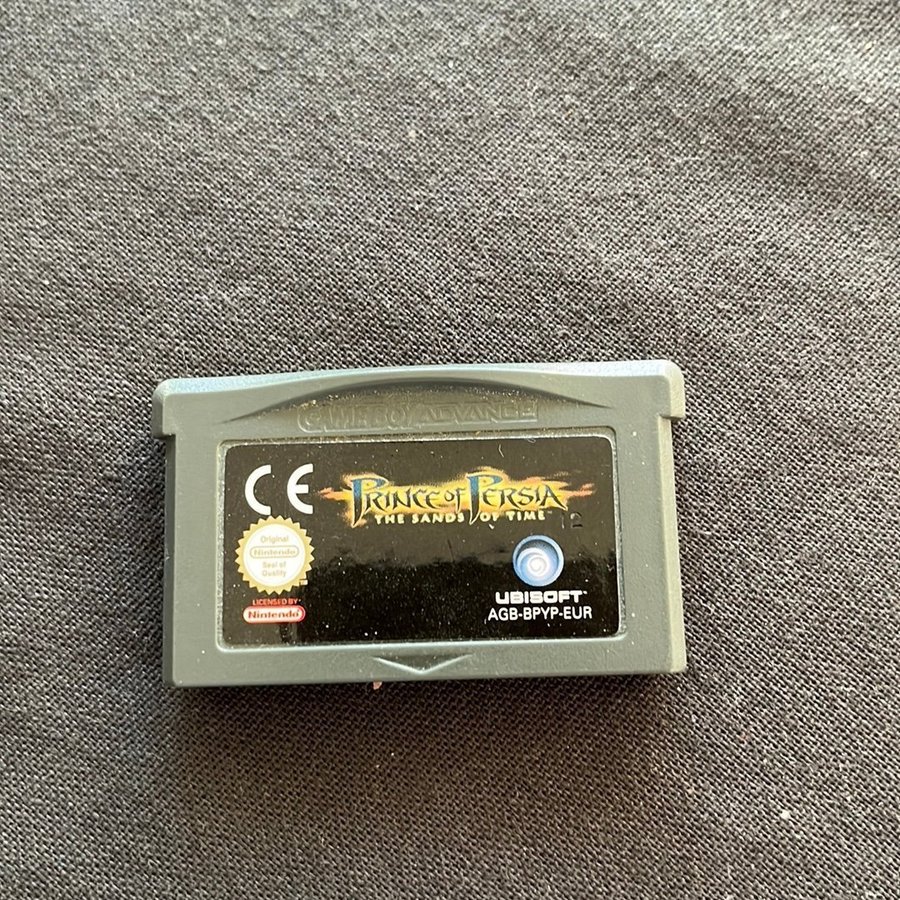 GAME BOY ADVANCE
CE
PRINCE OF PERSIA
THE SANDS OF TIME
12
Original
Nintendo
Seal of
Quality
LICENSED BY
Nintendo
UBISOFT
AGB-BPYP-EUR